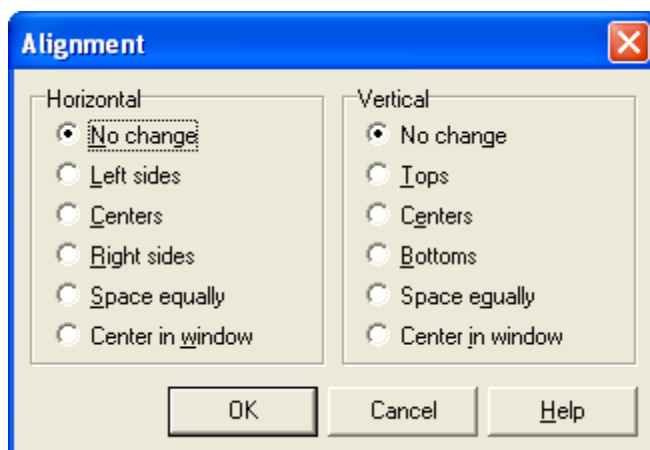 Alignment
Horizontal
No change
Left sides
Centers
Right sides
Space equally
Center in window
Vertical
No change
Tops
Centers
Bottoms
Space equally
Center in window
OK
Cancel
Help